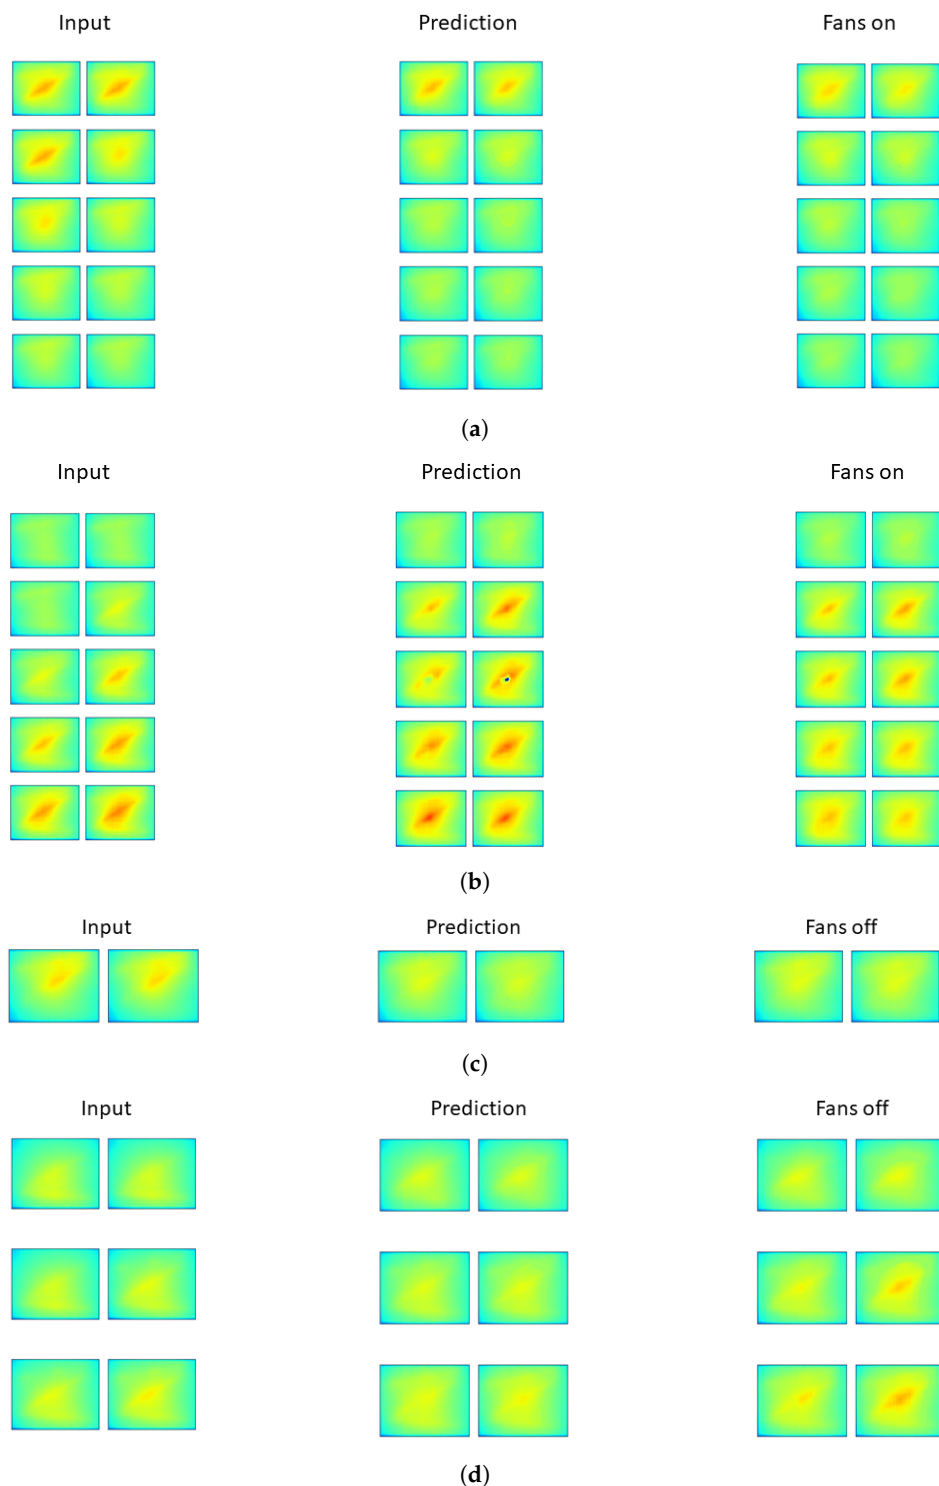 Input Prediction Fans on
(a)
Input Prediction Fans on
(b)
Input Prediction Fans off
(c)
Input Prediction Fans off
(d)